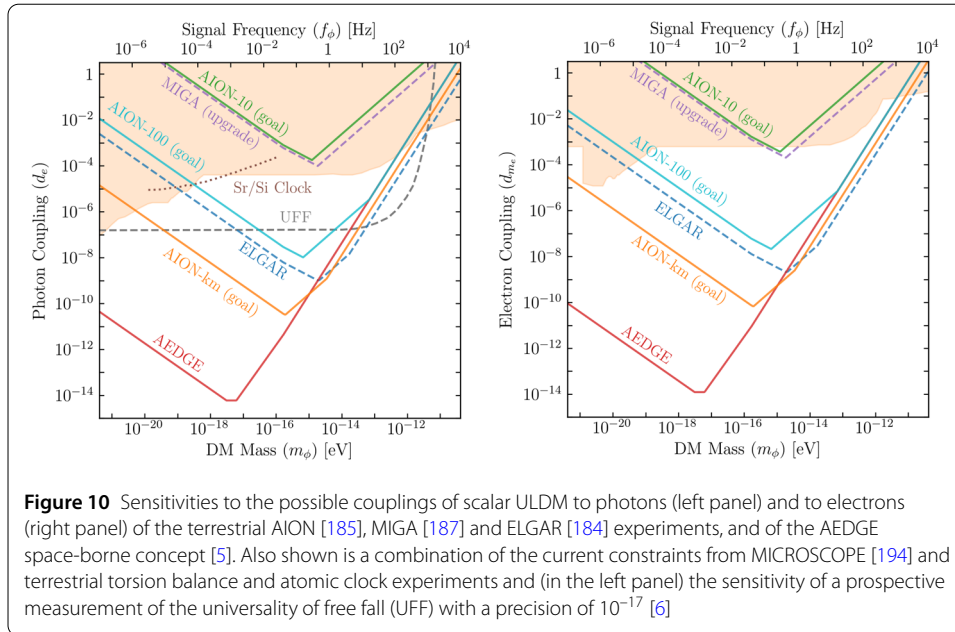 Signal Frequency (f_ϕ) [Hz]
10⁻⁶ 10⁻⁴ 10⁻² 1 10² 10⁴
1
10⁻²
10⁻⁴
10⁻⁶
10⁻⁸
10⁻¹⁰
10⁻¹²
10⁻¹⁴
Photon Coupling (d_e)
AION-10 (goal)
MIGA (upgrade)
AION-100 (goal)
Sr/Si Clock
UFF
ELGAR
AION-km (goal)
AEDGE
10⁻²⁰ 10⁻¹⁸ 10⁻¹⁶ 10⁻¹⁴ 10⁻¹²
DM Mass (m_ϕ) [eV]
Signal Frequency (f_ϕ) [Hz]
10⁻⁶ 10⁻⁴ 10⁻² 1 10² 10⁴
1
10⁻²
10⁻⁴
10⁻⁶
10⁻⁸
10⁻¹⁰
10⁻¹²
10⁻¹⁴
Electron Coupling (d_{m_e})
AION-10 (goal)
MIGA (upgrade)
AION-100 (goal)
ELGAR
AION-km (goal)
AEDGE
10⁻²⁰ 10⁻¹⁸ 10⁻¹⁶ 10⁻¹⁴ 10⁻¹²
DM Mass (m_ϕ) [eV]
Figure 10 Sensitivities to the possible couplings of scalar ULDM to photons (left panel) and to electrons
(right panel) of the terrestrial AION [185], MIGA [187] and ELGAR [184] experiments, and of the AEDGE
space-borne concept [5]. Also shown is a combination of the current constraints from MICROSCOPE [194] and
terrestrial torsion balance and atomic clock experiments and (in the left panel) the sensitivity of a prospective
measurement of the universality of free fall (UFF) with a precision of 10⁻¹⁷ [6]